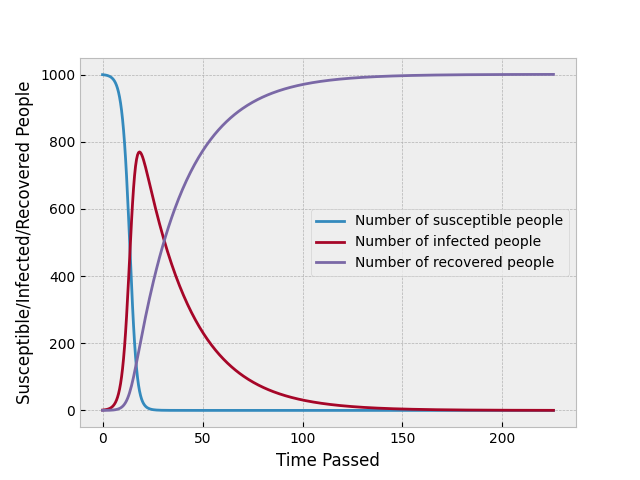 Susceptible/Infected/Recovered People
1000
800
600
400
200
0
Number of susceptible people
Number of infected people
Number of recovered people
0 50 100 150 200
Time Passed